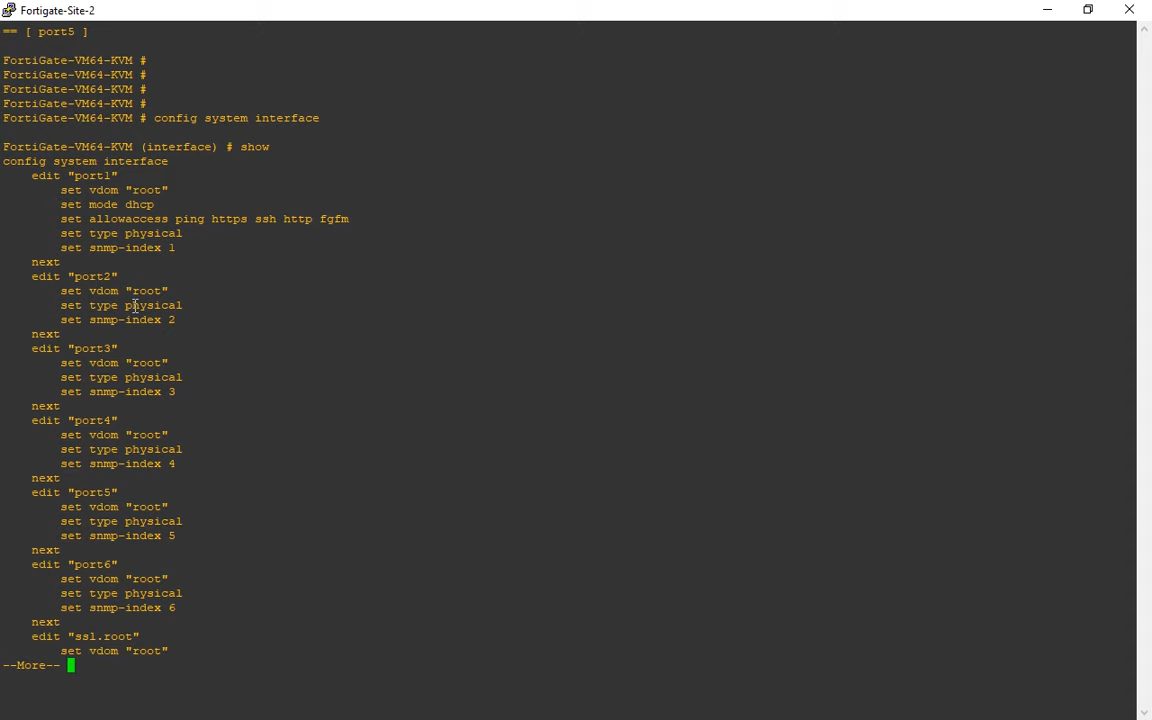 Fortigate-Site-2
== [ port5 ]
FortiGate-VM64-KVM #
FortiGate-VM64-KVM #
FortiGate-VM64-KVM #
FortiGate-VM64-KVM #
FortiGate-VM64-KVM # config system interface
FortiGate-VM64-KVM (interface) # show
config system interface
    edit "port1"
        set vdom "root"
        set mode dhcp
        set allowaccess ping https ssh http fgfm
        set type physical
        set snmp-index 1
    next
    edit "port2"
        set vdom "root"
        set type physical
        set snmp-index 2
    next
    edit "port3"
        set vdom "root"
        set type physical
        set snmp-index 3
    next
    edit "port4"
        set vdom "root"
        set type physical
        set snmp-index 4
    next
    edit "port5"
        set vdom "root"
        set type physical
        set snmp-index 5
    next
    edit "port6"
        set vdom "root"
        set type physical
        set snmp-index 6
    next
    edit "ssl.root"
        set vdom "root"
--More--